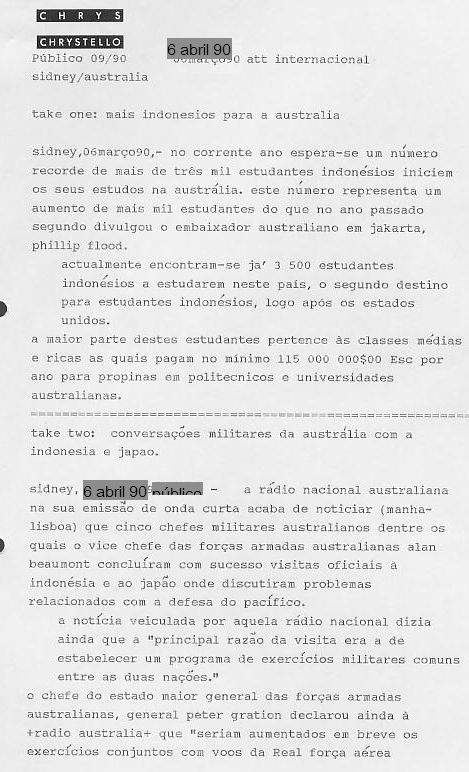 CHRYS
CHRYSTELLO
Público 09/90 6 abril 90 att internacional
sidney/australia
take one: mais indonesios para a australia
sidney,06março90,- no corrente ano espera-se um número
recorde de mais de três mil estudantes indonésios iniciem
os seus estudos na austrália. este número representa um
aumento de mais mil estudantes do que no ano passado
segundo divulgou o embaixador australiano em jakarta,
phillip flood.
actualmente encontram-se ja' 3 500 estudantes
indonésios a estudarem neste país, o segundo destino
para estudantes indonésios, logo após os estados
unidos.
a maior parte destes estudantes pertence às classes médias
e ricas as quais pagam no mínimo 115 000 000$00 Esc por
ano para propinas em politecnicos e universidades
australianas.
take two: conversações militares da austrália com a
indonesia e japao.
sidney, 6 abril 90 público - a rádio nacional australiana
na sua emissão de onda curta acaba de noticiar (manha-
lisboa) que cinco chefes militares australianos dentre os
quais o vice chefe das forças armadas australianas alan
beaumont concluíram com sucesso visitas oficiais à
indonésia e ao japão onde discutiram problemas
relacionados com a defesa do pacífico.
a notícia veiculada por aquela rádio nacional dizia
ainda que a "principal razão da visita era a de
estabelecer um programa de exercícios militares comuns
entre as duas nações."
o chefe do estado maior general das forças armadas
australianas, general peter gration declarou ainda à
+radio australia+ que "seriam aumentados em breve os
exercícios conjuntos com voos da Real força aérea